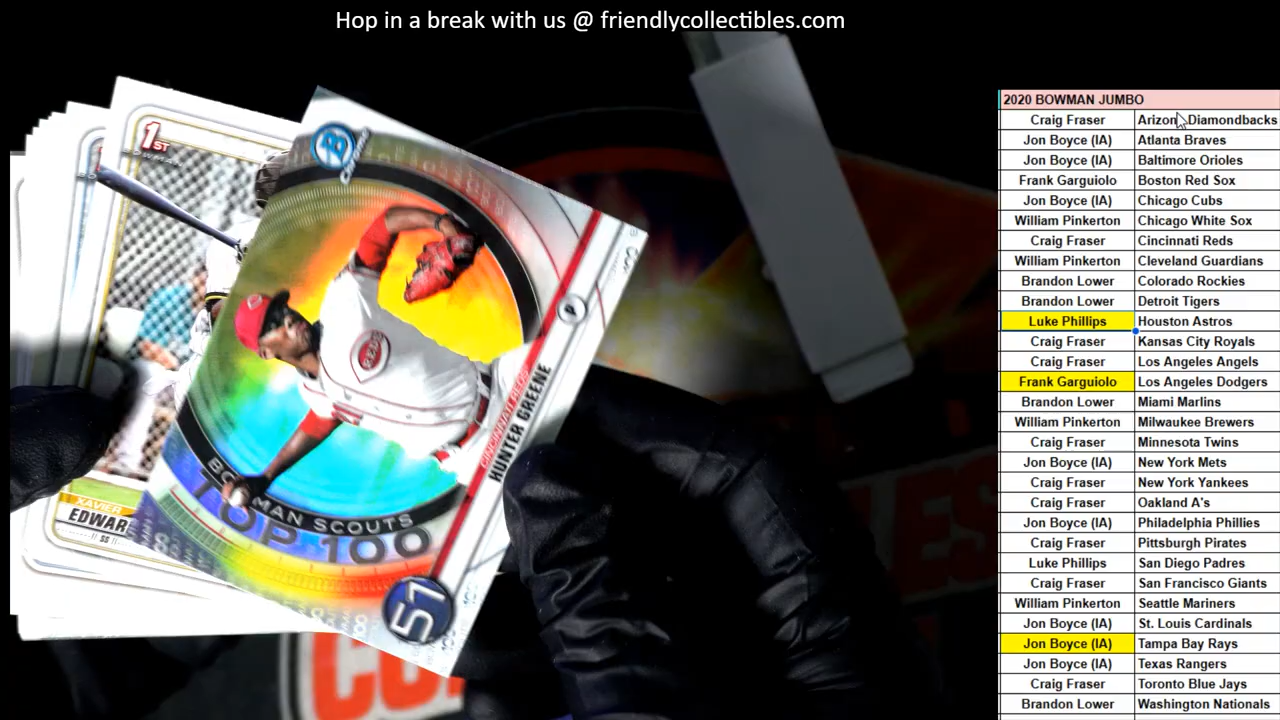 Hop in a break with us @ friendlycollectibles.com
2020 BOWMAN JUMBO
Craig Fraser Arizona Diamondbacks
Jon Boyce (IA) Atlanta Braves
Jon Boyce (IA) Baltimore Orioles
Frank Garguiolo Boston Red Sox
Jon Boyce (IA) Chicago Cubs
William Pinkerton Chicago White Sox
Craig Fraser Cincinnati Reds
William Pinkerton Cleveland Guardians
Brandon Lower Colorado Rockies
Brandon Lower Detroit Tigers
Luke Phillips Houston Astros
Craig Fraser Kansas City Royals
Craig Fraser Los Angeles Angels
Frank Garguiolo Los Angeles Dodgers
Brandon Lower Miami Marlins
William Pinkerton Milwaukee Brewers
Craig Fraser Minnesota Twins
Jon Boyce (IA) New York Mets
Craig Fraser New York Yankees
Craig Fraser Oakland A's
Jon Boyce (IA) Philadelphia Phillies
Craig Fraser Pittsburgh Pirates
Luke Phillips San Diego Padres
Craig Fraser San Francisco Giants
William Pinkerton Seattle Mariners
Jon Boyce (IA) St. Louis Cardinals
Jon Boyce (IA) Tampa Bay Rays
Jon Boyce (IA) Texas Rangers
Craig Fraser Toronto Blue Jays
Brandon Lower Washington Nationals
1ST
B
REDS
P
CINCINNATI REDS
HUNTER GREENE
BOWMAN SCOUTS
TOP 100
51
XAVIER
EDWAR
SS